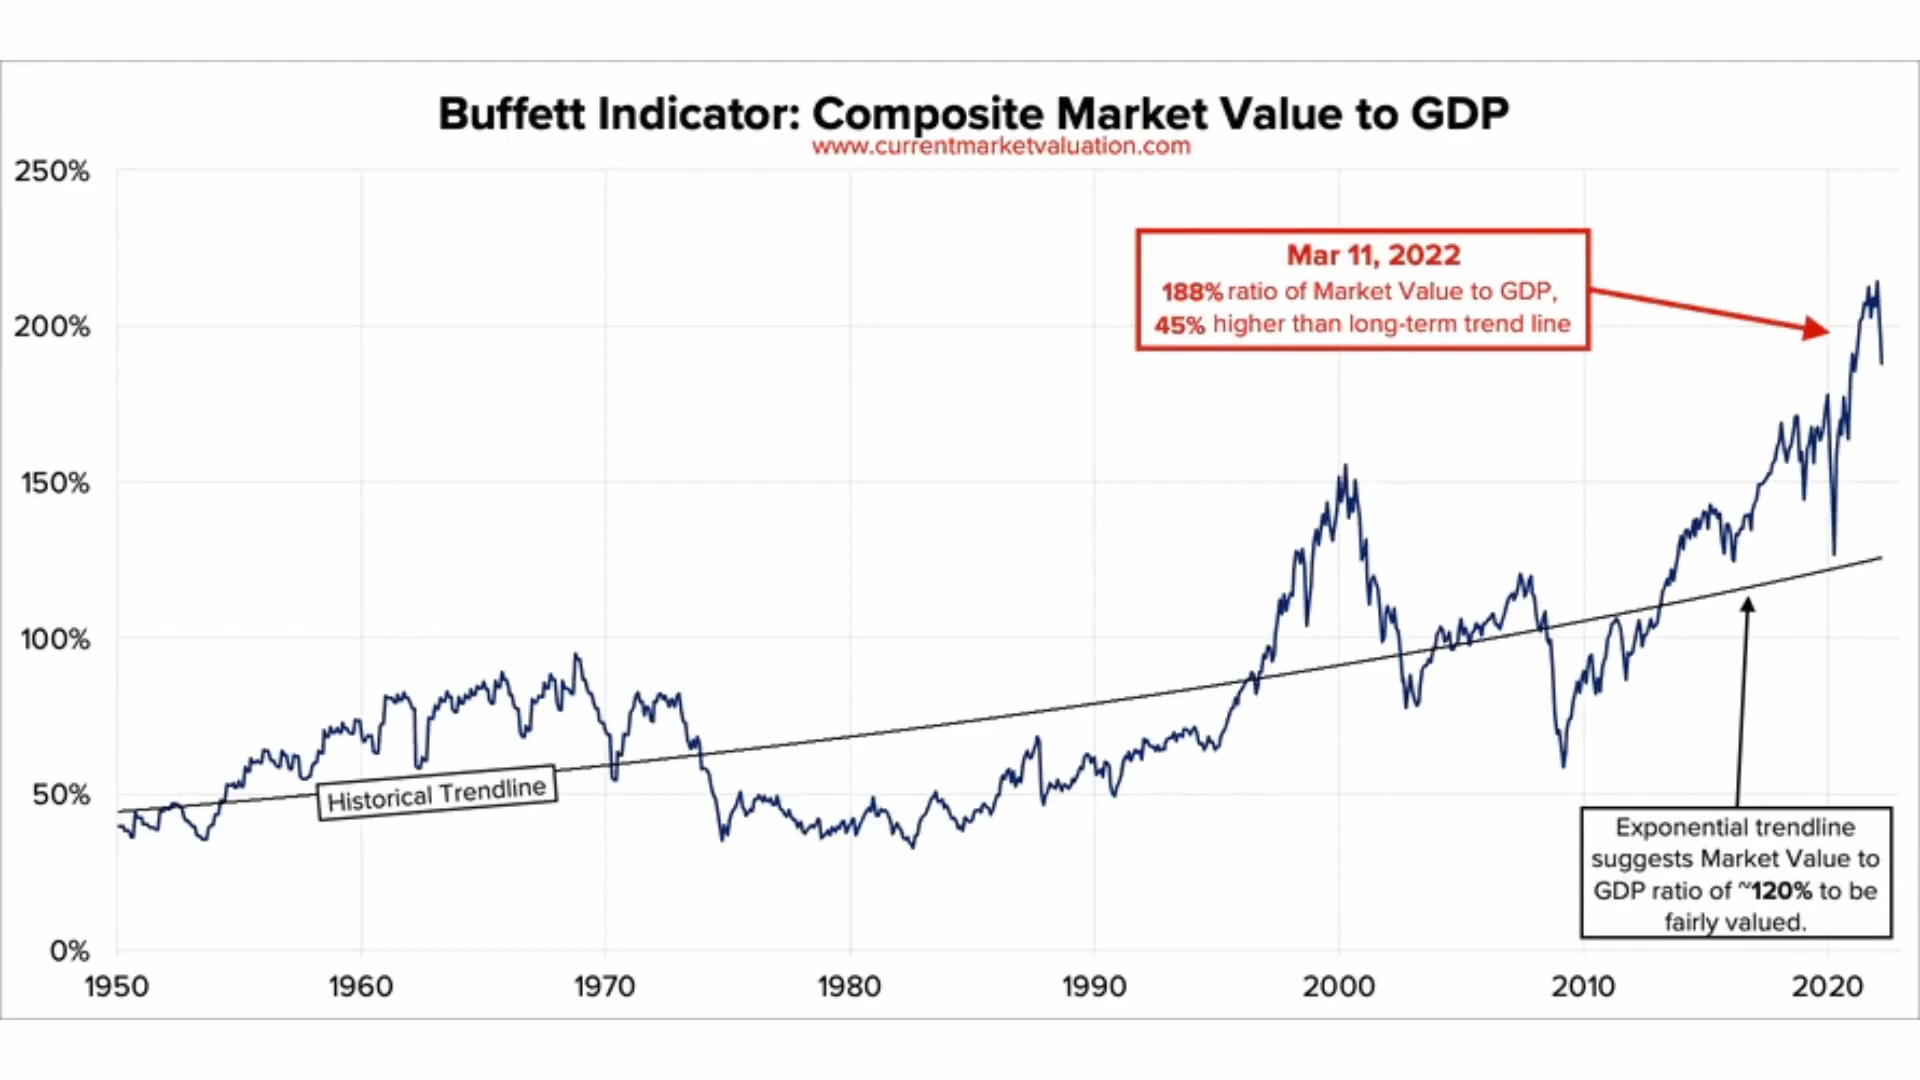 Buffett Indicator: Composite Market Value to GDP
www.currentmarketvaluation.com
250%
200%
150%
100%
50%
0%
Mar 11, 2022
188% ratio of Market Value to GDP,
45% higher than long-term trend line
Historical Trendline
Exponential trendline
suggests Market Value to
GDP ratio of ~120% to be
fairly valued.
1950 1960 1970 1980 1990 2000 2010 2020